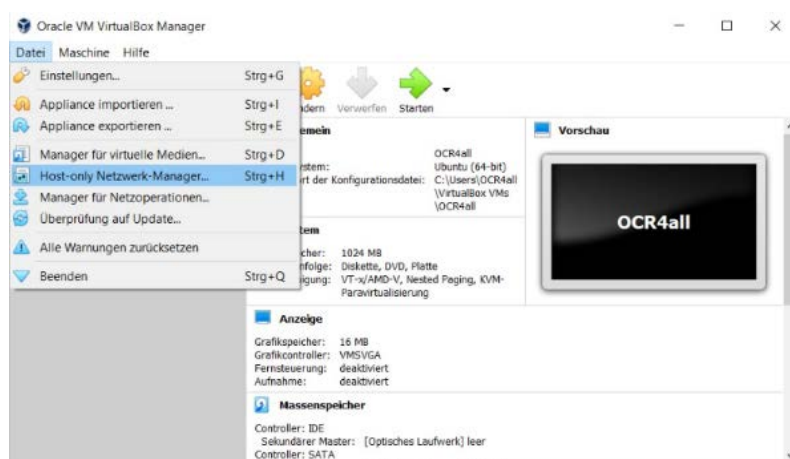 Oracle VM VirtualBox Manager
Datei Maschine Hilfe
Einstellungen... Strg+G
Appliance importieren ... Strg+I
Appliance exportieren ... Strg+E
Manager für virtuelle Medien... Strg+D
Host-only Netzwerk-Manager... Strg+H
Manager für Netzoperationen...
Überprüfung auf Update...
Alle Warnungen zurücksetzen
Beenden Strg+Q
dern Verwerfen Starten
emein
OCR4all
ystem: Ubuntu (64-bit)
rt der Konfigurationsdatei: C:\Users\OCR4all
\VirtualBox VMs
\OCR4all
tem
cher: 1024 MB
nfolge: Diskette, DVD, Platte
igung: VT-x/AMD-V, Nested Paging, KVM-
Paravirtualisierung
Vorschau
OCR4all
Anzeige
Grafikspeicher: 16 MB
Grafikcontroller: VMSVGA
Fernsteuerung: deaktiviert
Aufnahme: deaktiviert
Massenspeicher
Controller: IDE
Sekundärer Master: [Optisches Laufwerk] leer
Controller: SATA